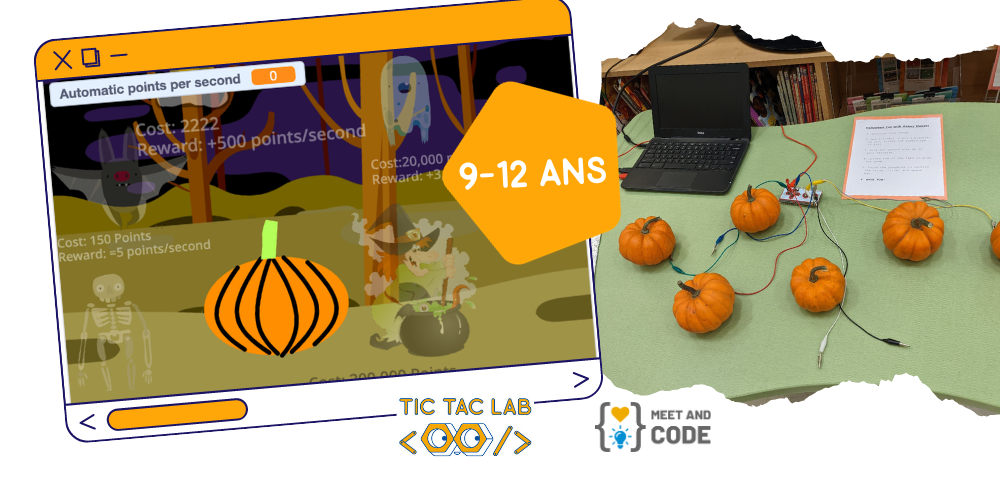 Automatic points per second 0
Cost: 2222
Reward: +500 points/second
Cost:20,000
Reward: +3
9-12 ANS
Cost: 150 Points
Reward: =5 points/second
TIC TAC LAB
MEET AND
CODE